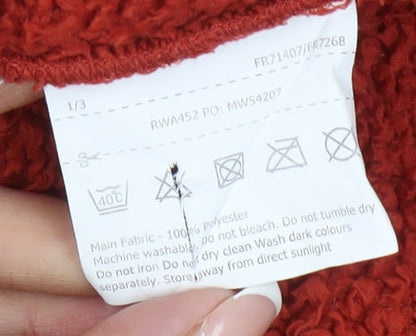 FR71407/FR7268
1/3
RWA452 PO: MW54207
40°C
Main Fabric - 100% Polyester
Machine washable Do not bleach. Do not tumble dry
Do not iron Do not dry clean Wash dark colours
separately. Store away from direct sunlight